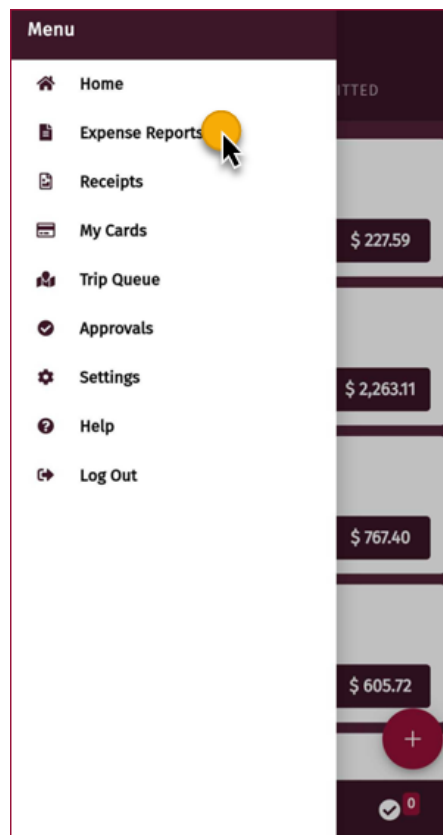 Menu
Home
ITTED
Expense Reports
Receipts
My Cards
$ 227.59
Trip Queue
Approvals
Settings
$ 2,263.11
Help
Log Out
$ 767.40
$ 605.72
+
0